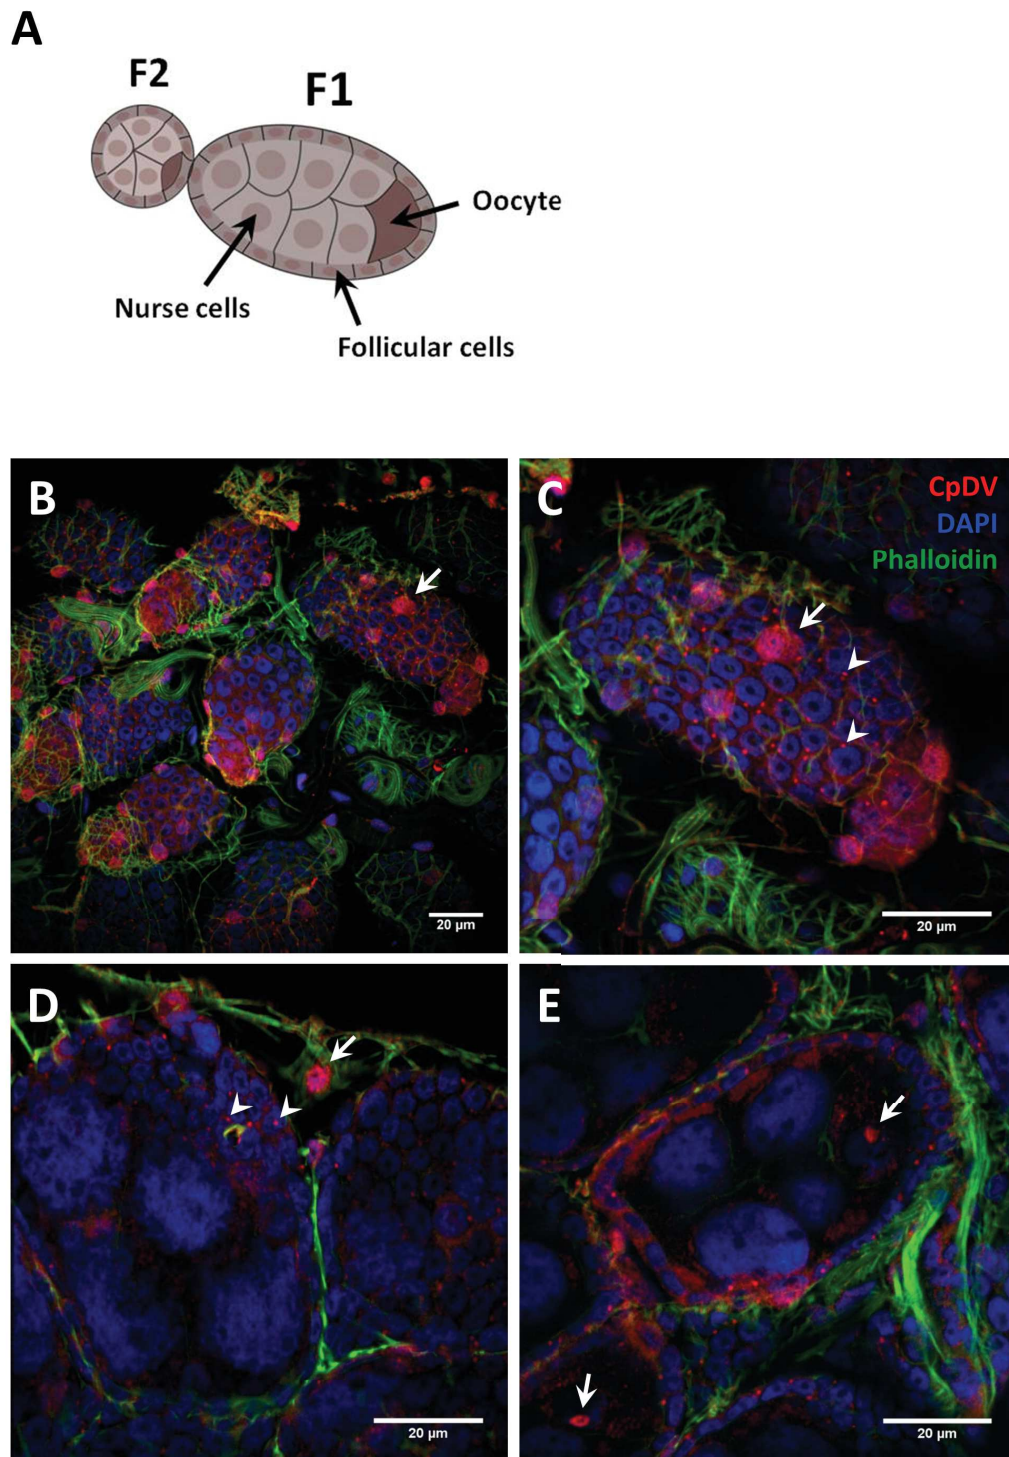 A
F2
F1
Oocyte
Nurse cells
Follicular cells
B
20 µm
C
CpDV
DAPI
Phalloidin
20 µm
D
20 µm
E
20 µm